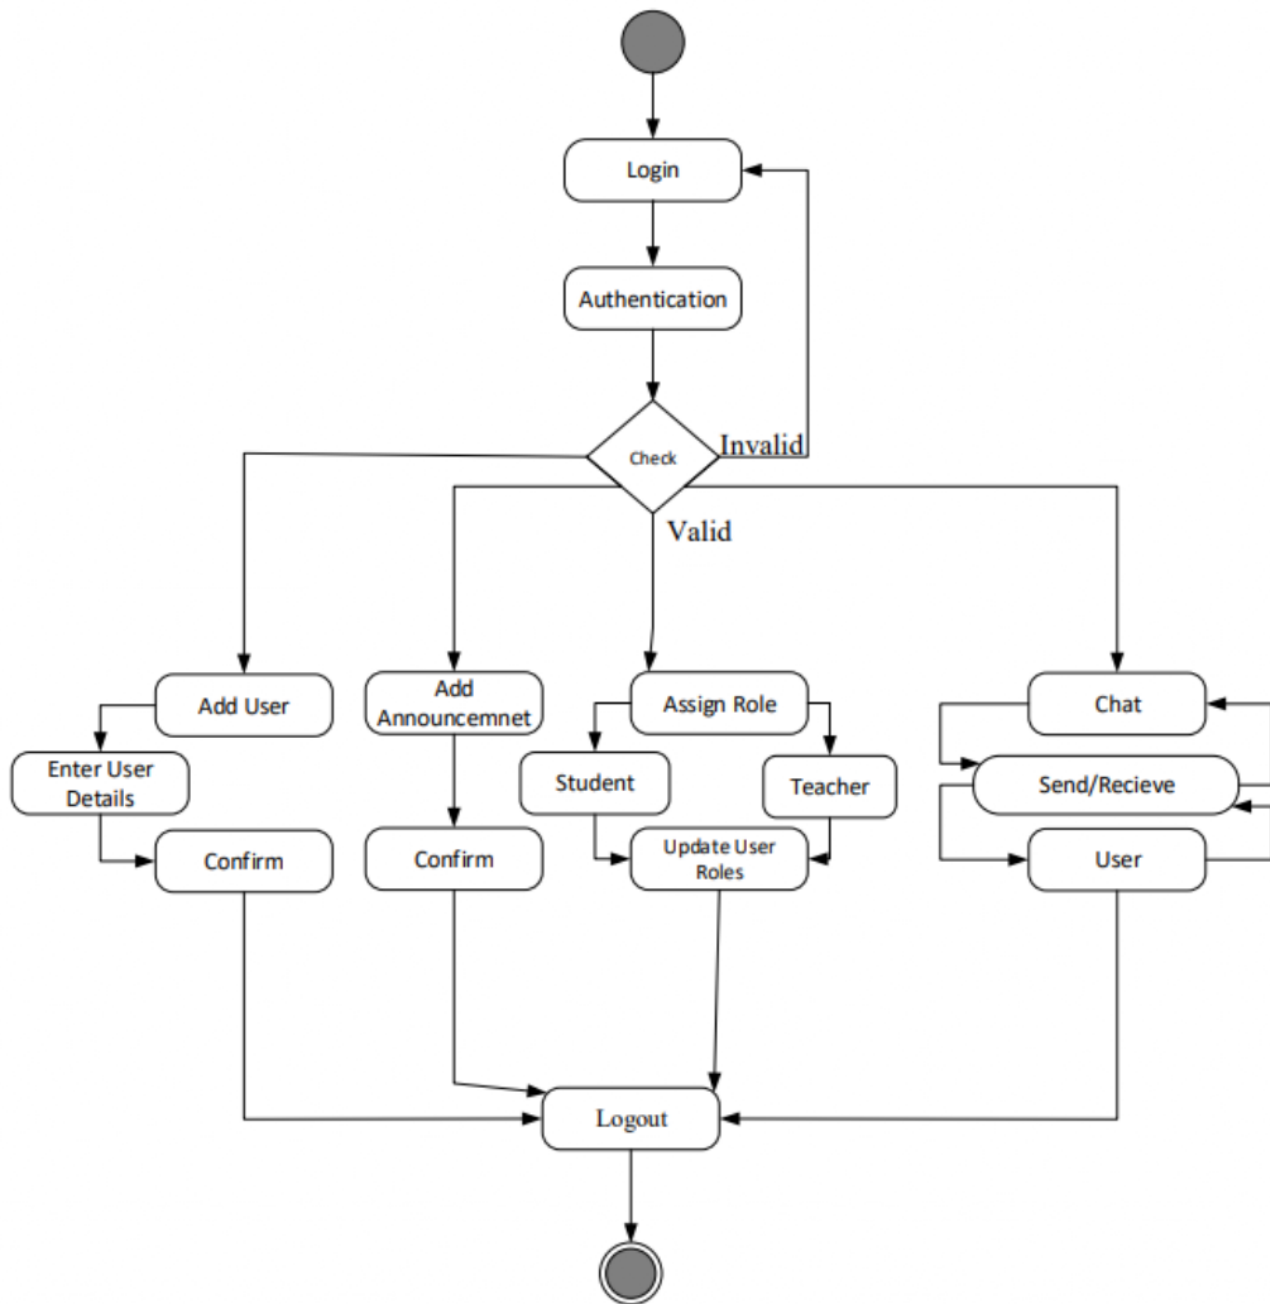 Login
Authentication
Check
Invalid
Valid
Add User
Add
Announcemnet
Assign Role
Chat
Enter User
Details
Student
Teacher
Send/Recieve
Confirm
Confirm
Update User
Roles
User
Logout